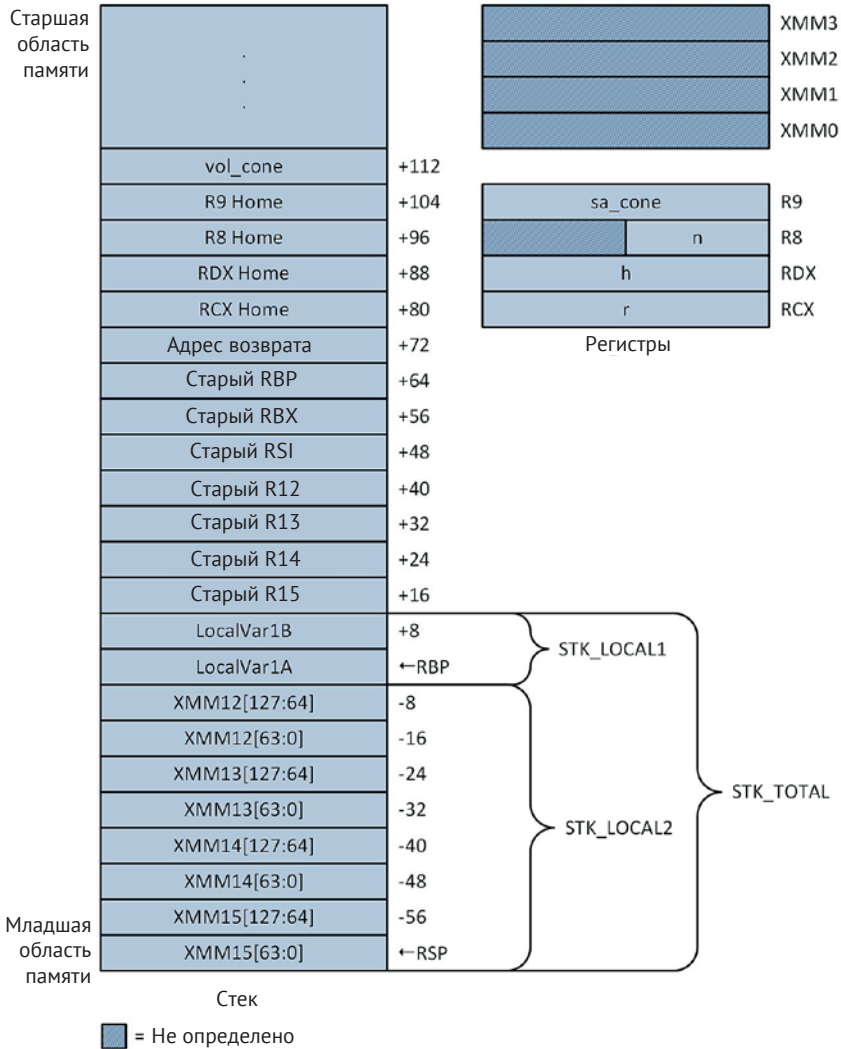 Старшая
область
памяти
.
.
.
vol_cone +112
R9 Home +104
R8 Home +96
RDX Home +88
RCX Home +80
Адрес возврата +72
Старый RBP +64
Старый RBX +56
Старый RSI +48
Старый R12 +40
Старый R13 +32
Старый R14 +24
Старый R15 +16
LocalVar1B +8
LocalVar1A ←RBP
XMM12[127:64] -8
XMM12[63:0] -16
XMM13[127:64] -24
XMM13[63:0] -32
XMM14[127:64] -40
XMM14[63:0] -48
XMM15[127:64] -56
XMM15[63:0] ←RSP
Младшая
область
памяти
Стек
XMM3
XMM2
XMM1
XMM0
sa_cone R9
n R8
h RDX
r RCX
Регистры
STK_LOCAL1
STK_LOCAL2
STK_TOTAL
= Не определено